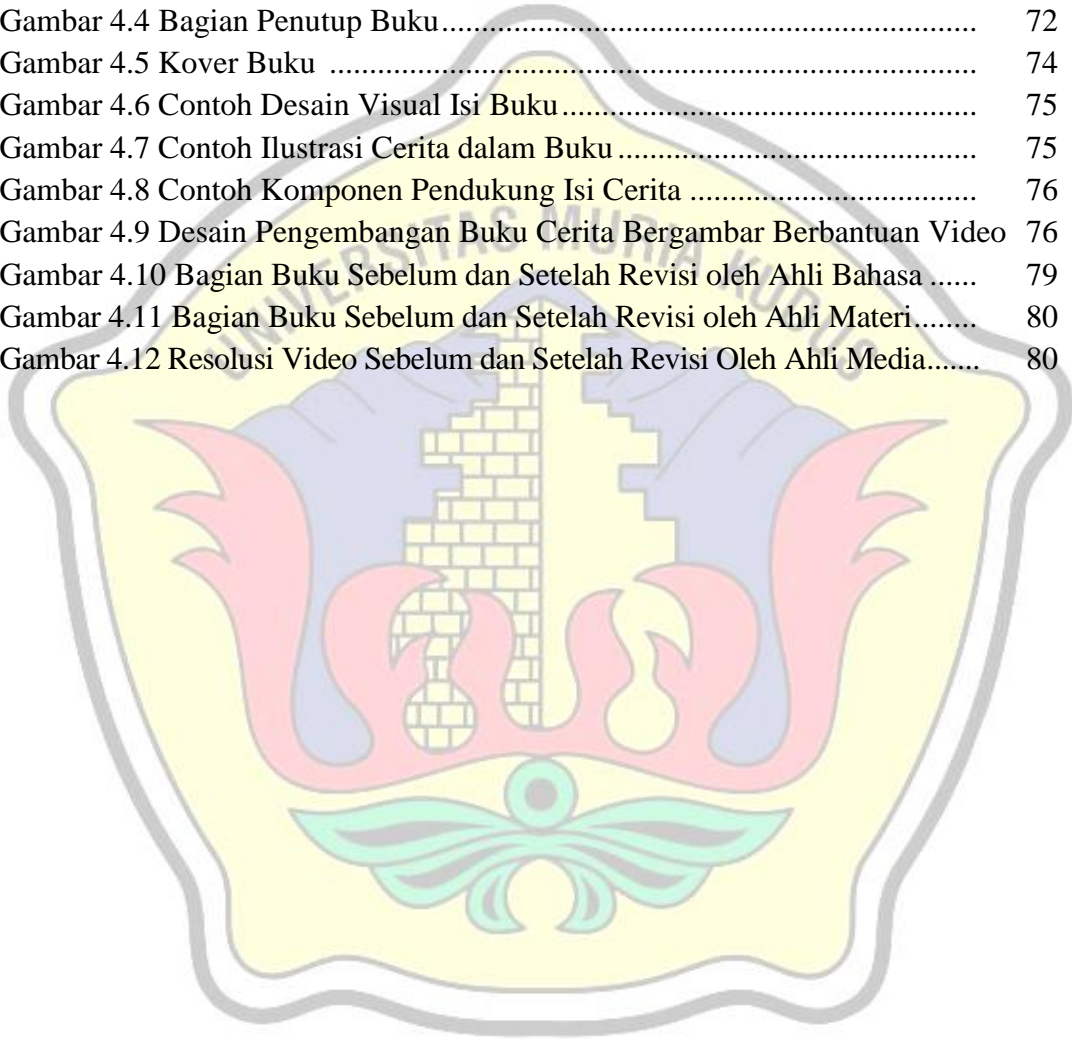 Gambar 4.4 Bagian Penutup Buku................................................................... 72
Gambar 4.5 Kover Buku ................................................................................. 74
Gambar 4.6 Contoh Desain Visual Isi Buku.................................................... 75
Gambar 4.7 Contoh Ilustrasi Cerita dalam Buku............................................. 75
Gambar 4.8 Contoh Komponen Pendukung Isi Cerita .................................... 76
Gambar 4.9 Desain Pengembangan Buku Cerita Bergambar Berbantuan Video 76
Gambar 4.10 Bagian Buku Sebelum dan Setelah Revisi oleh Ahli Bahasa ...... 79
Gambar 4.11 Bagian Buku Sebelum dan Setelah Revisi oleh Ahli Materi........ 80
Gambar 4.12 Resolusi Video Sebelum dan Setelah Revisi Oleh Ahli Media....... 80
UNIVERSITAS MURIA KUDUS